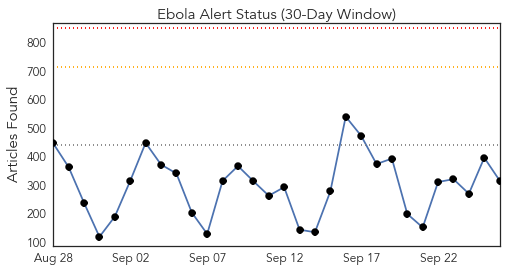 Ebola Alert Status (30-Day Window)
Articles Found
800
700
600
500
400
300
200
100
Aug 28
Sep 02
Sep 07
Sep 12
Sep 17
Sep 22